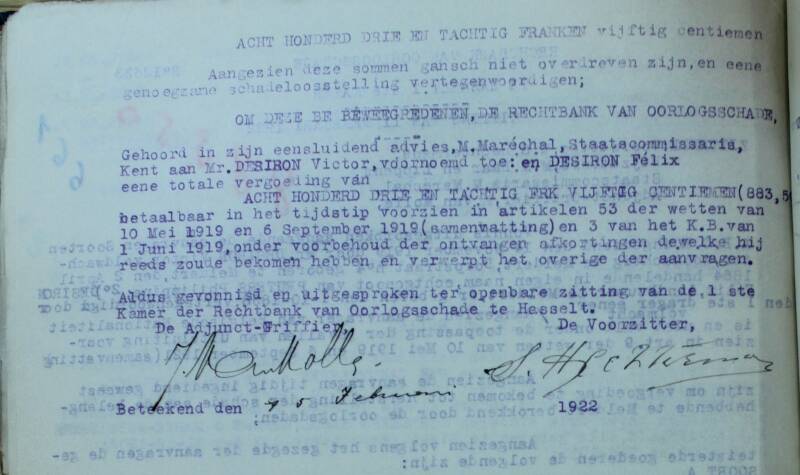 ACHT HONDERD DRIE EN TACHTIG FRANKEN vijftig centiemen
Aangezien deze sommen gansch niet overdreven zijn,en eene
genoegzame schadeloosstelling vertegenwoordigen;
OM DEZE BE BEWEEGREDENEN,DE RECHTBANK VAN OORLOGSSCHADE,
Gehoord in zijn eensluidend advies,M.Maréchal,Staatscommissaris,
Kent aan Mr.DESIRON Victor,voornoemd toe: en DESIRON Félix
eene totale vergoeding van
ACHT HONDERD DRIE EN TACHTIG FRK VIJFTIG CENTIEMEN(883,50
betaalbaar in het tijdstip voorzien in artikelen 53 der wetten van
10 Mei 1919 en 6 September 1919(samenvatting)en 3 van het K.B.van
1 Juni 1919,onder voorbehoud der ontvangen afkortingen dewelke hij
reeds zoude bekomen hebben en verwerpt het overige der aanvragen.
Aldus gevonnisd en uitgesproken ter openbare zitting van de 1 ste
Kamer der Rechtbank van Oorlogsschade te Hasselt.
De Adjunct-Griffier, De Voorzitter,
Beteekend den Februari 1922